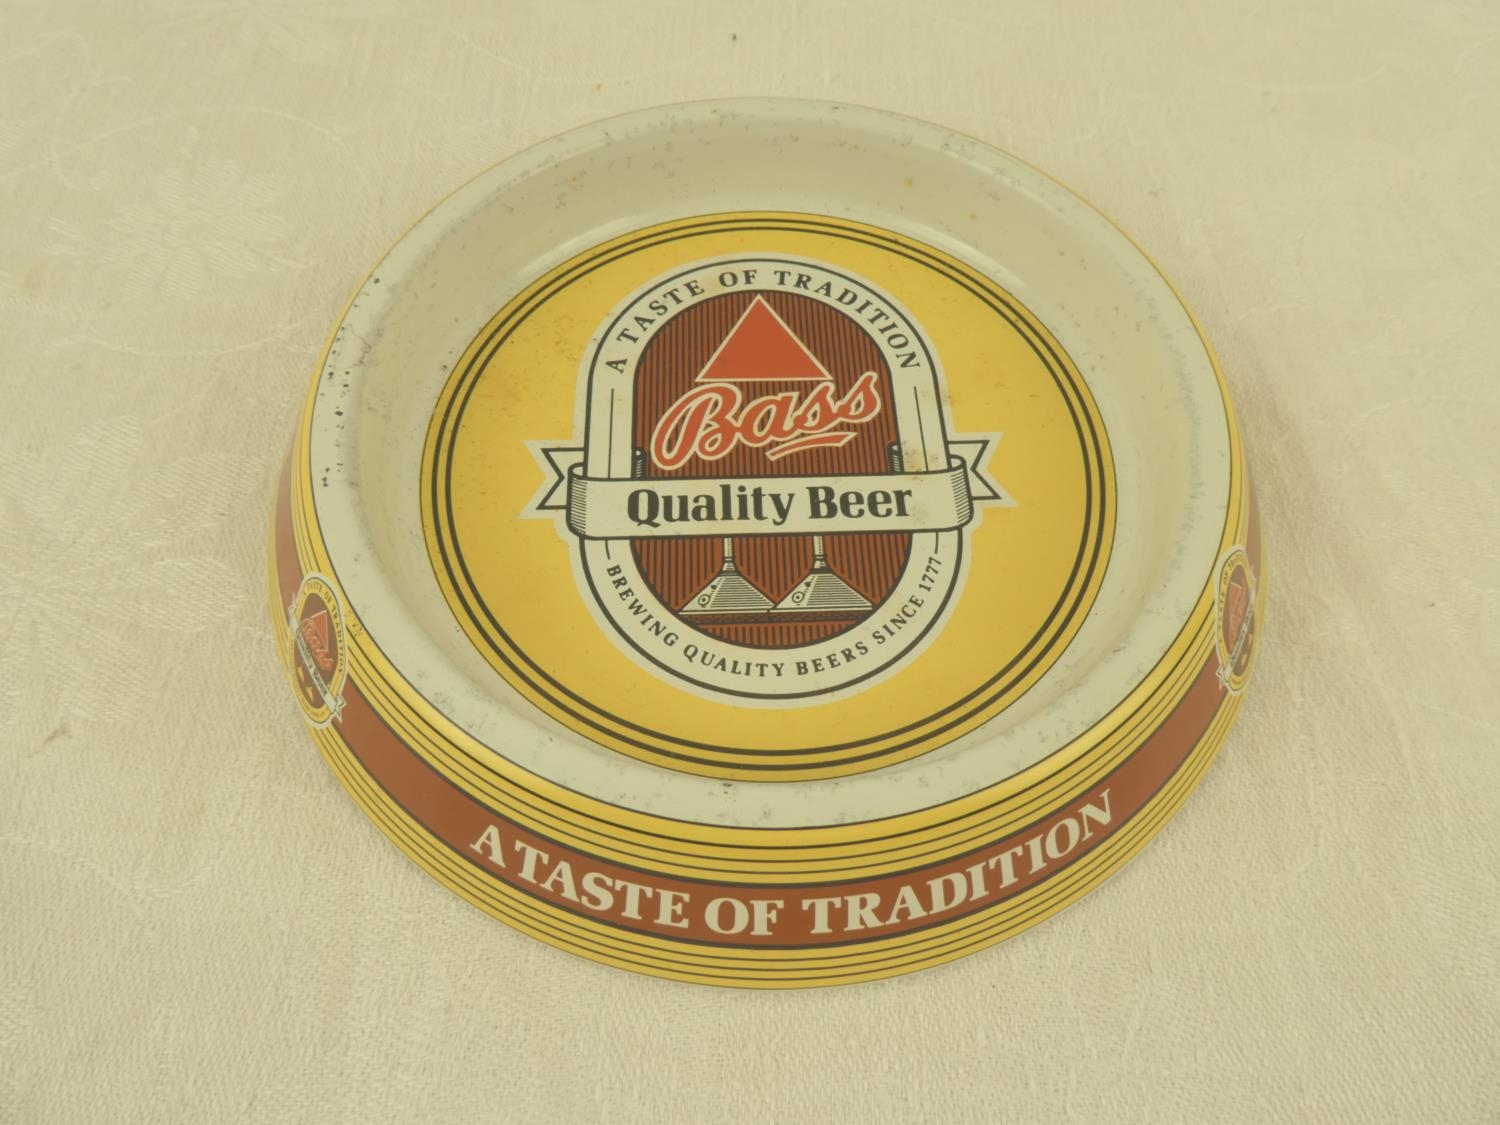 A TASTE OF TRADITION
Bass
Quality Beer
BREWING QUALITY BEERS SINCE 1777
A TASTE OF TRADITION